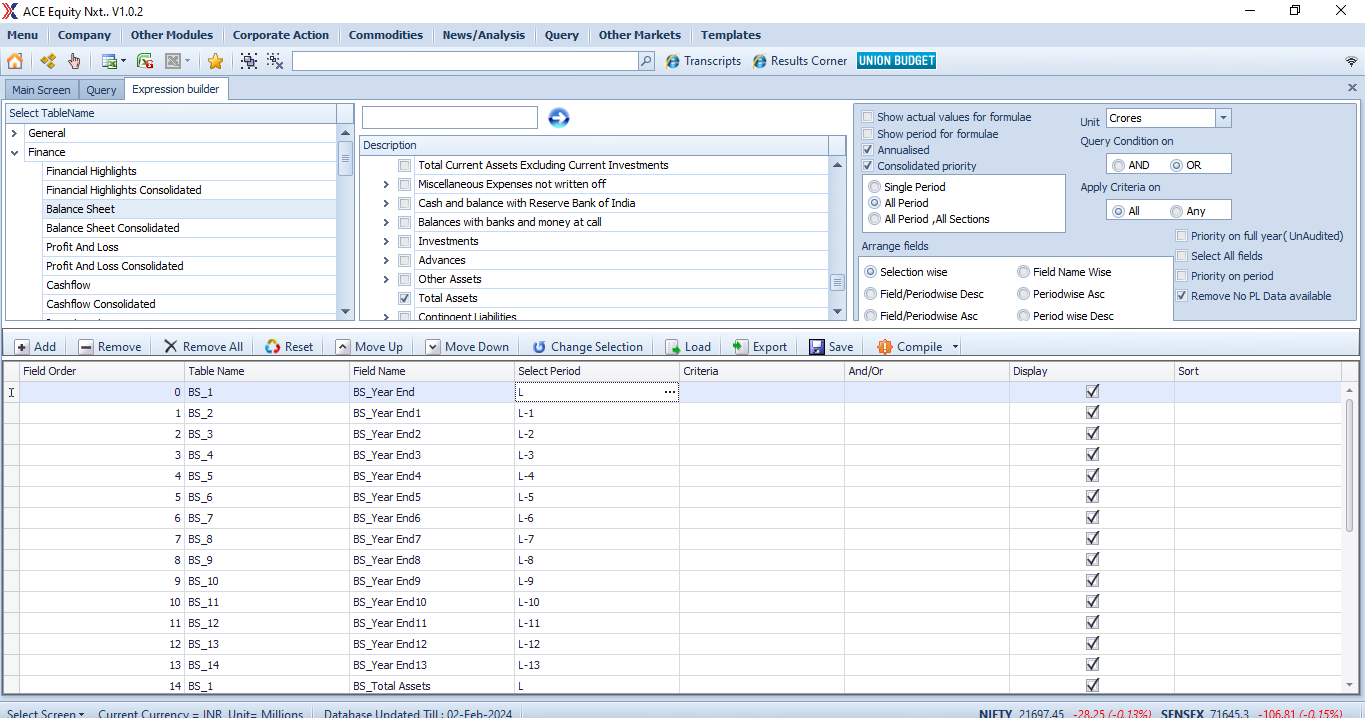 ACE Equity Nxt.. V1.0.2
Menu Company Other Modules Corporate Action Commodities News/Analysis Query Other Markets Templates
Transcripts Results Corner UNION BUDGET
Main Screen Query Expression builder
Select TableName
General
Finance
Financial Highlights
Financial Highlights Consolidated
Balance Sheet
Balance Sheet Consolidated
Profit And Loss
Profit And Loss Consolidated
Cashflow
Cashflow Consolidated
Description
Total Current Assets Excluding Current Investments
Miscellaneous Expenses not written off
Cash and balance with Reserve Bank of India
Balances with banks and money at call
Investments
Advances
Other Assets
Total Assets
Contingent Liabilities
Show actual values for formulae
Show period for formulae
Annualised
Consolidated priority
Single Period
All Period
All Period ,All Sections
Arrange fields
Selection wise Field Name Wise
Field/Periodwise Desc Periodwise Asc
Field/Periodwise Asc Period wise Desc
Unit Crores
Query Condition on
AND OR
Apply Criteria on
All Any
Priority on full year( UnAudited)
Select All fields
Priority on period
Remove No PL Data available
Add Remove Remove All Reset Move Up Move Down Change Selection Load Export Save Compile
Field Order Table Name Field Name Select Period Criteria And/Or Display Sort
0 BS_1 BS_Year End L ...
1 BS_2 BS_Year End1 L-1
2 BS_3 BS_Year End2 L-2
3 BS_4 BS_Year End3 L-3
4 BS_5 BS_Year End4 L-4
5 BS_6 BS_Year End5 L-5
6 BS_7 BS_Year End6 L-6
7 BS_8 BS_Year End7 L-7
8 BS_9 BS_Year End8 L-8
9 BS_10 BS_Year End9 L-9
10 BS_11 BS_Year End10 L-10
11 BS_12 BS_Year End11 L-11
12 BS_13 BS_Year End12 L-12
13 BS_14 BS_Year End13 L-13
14 BS_1 BS_Total Assets L
Select Screen Current Currency = INR Unit= Millions Database Updated Till : 02-Feb-2024 NIFTY 21697.45 -28.25 (-0.13%) SENSEX 71645.3 -106.81 (-0.15%)